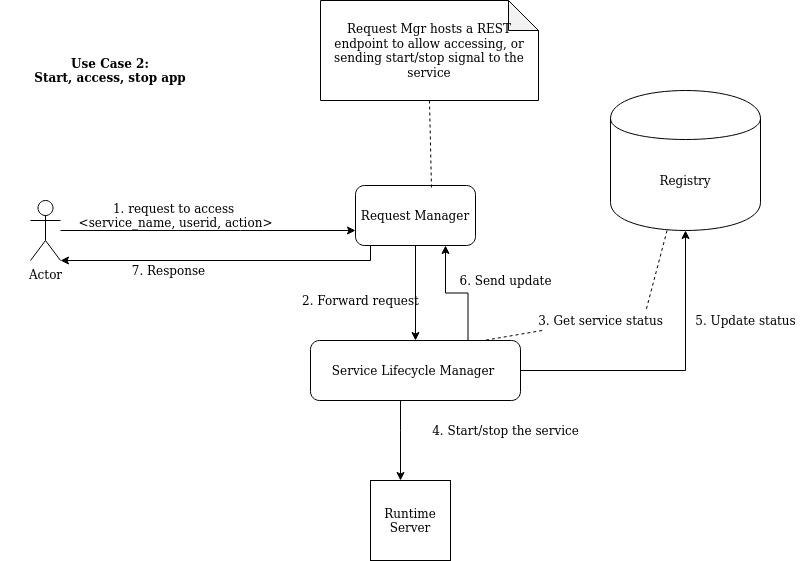 Request Mgr hosts a REST
endpoint to allow accessing, or
sending start/stop signal to the
service
Use Case 2:
Start, access, stop app
Registry
1. request to access
<service_name, userid, action>
Request Manager
Actor
7. Response
6. Send update
2. Forward request
3. Get service status
5. Update status
Service Lifecycle Manager
4. Start/stop the service
Runtime
Server